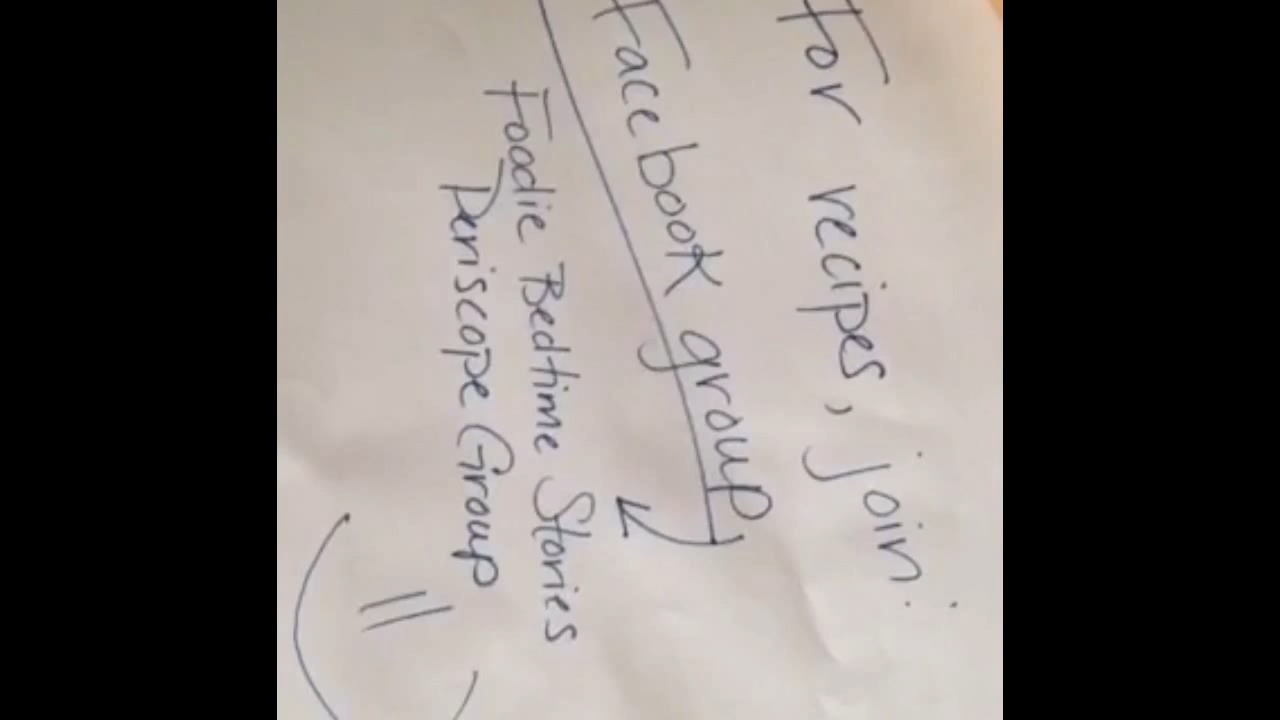 For recipes, join:
Facebook group
Foodie Bedtime Stories
Periscope Group